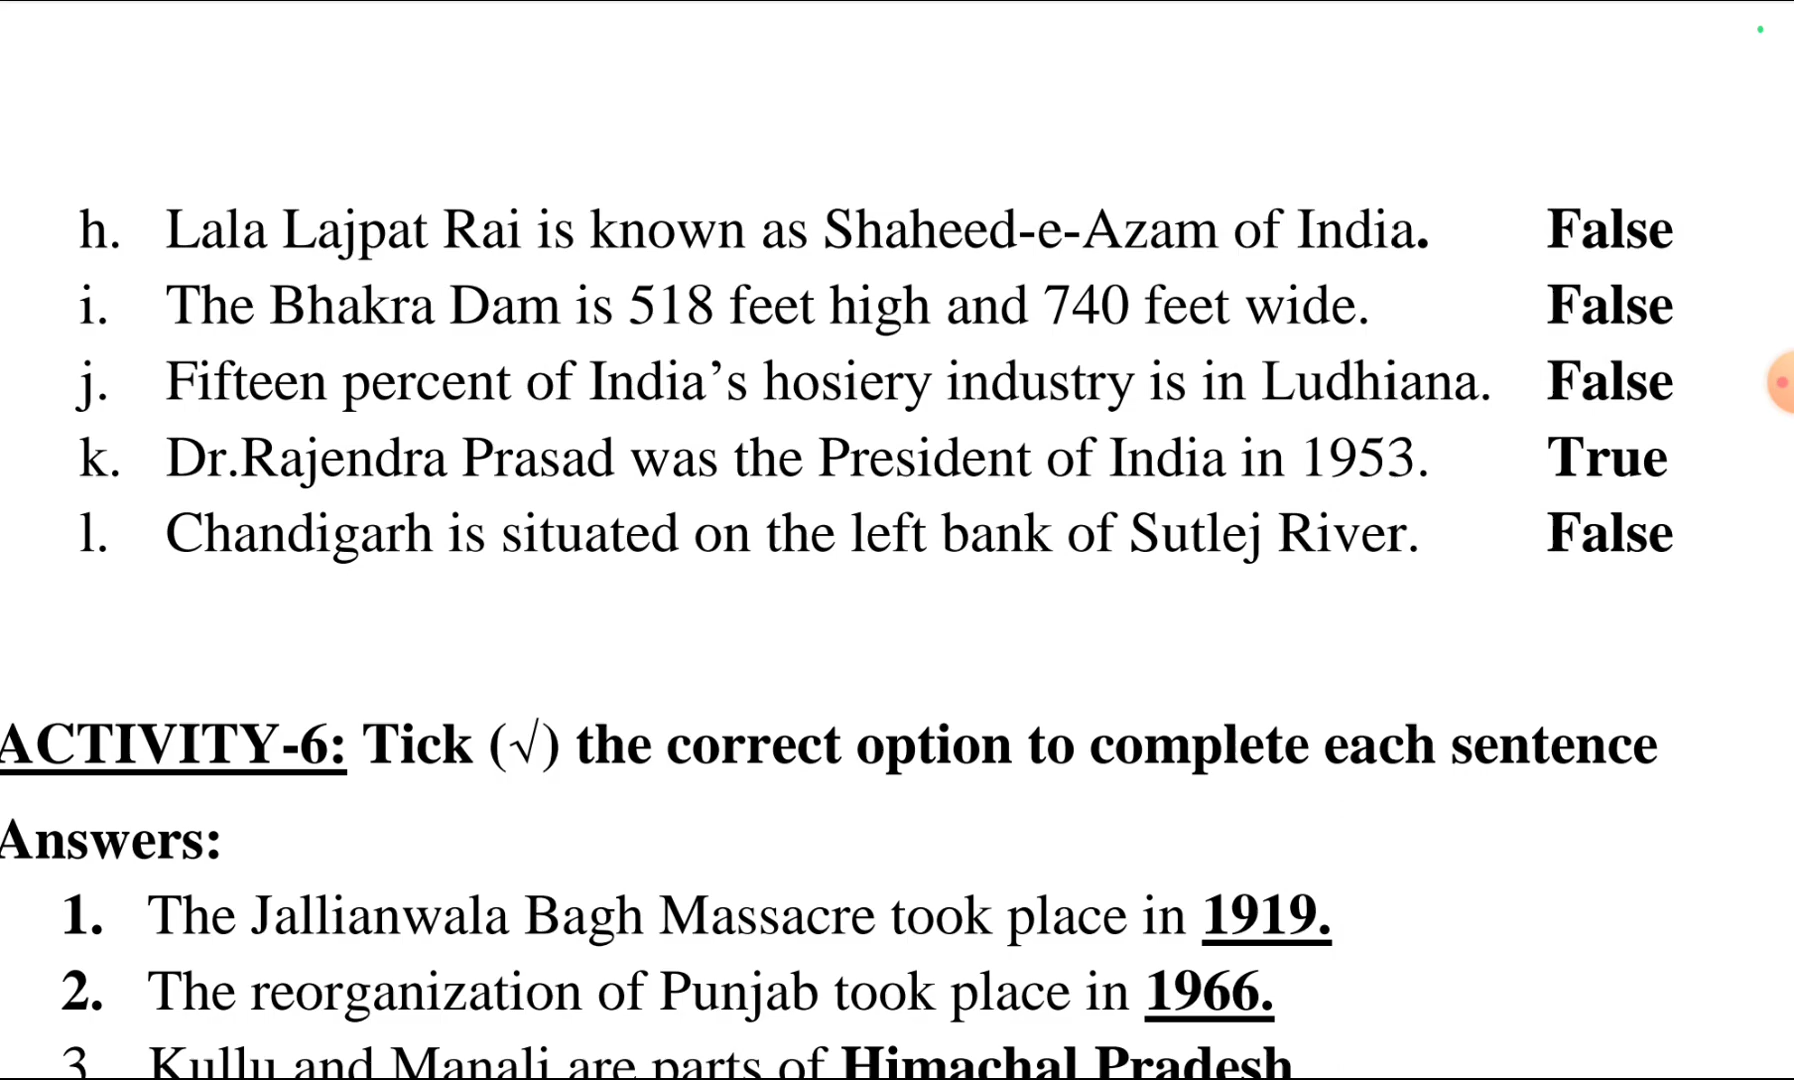 h. Lala Lajpat Rai is known as Shaheed-e-Azam of India. False
i. The Bhakra Dam is 518 feet high and 740 feet wide. False
j. Fifteen percent of India’s hosiery industry is in Ludhiana. False
k. Dr.Rajendra Prasad was the President of India in 1953. True
l. Chandigarh is situated on the left bank of Sutlej River. False
ACTIVITY-6: Tick (√) the correct option to complete each sentence
Answers:
1. The Jallianwala Bagh Massacre took place in 1919.
2. The reorganization of Punjab took place in 1966.
3 Kullu and Manali are parts of Himachal Pradesh